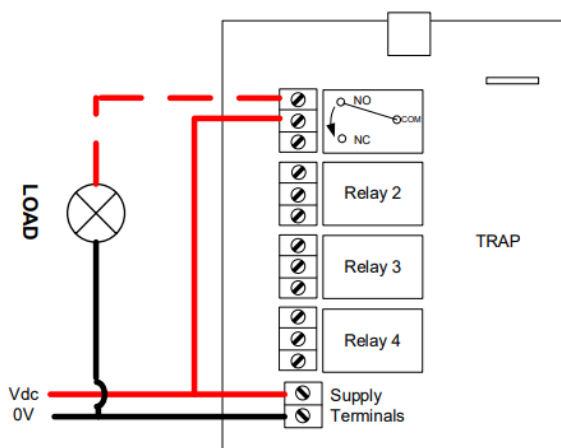 NO
COM
NC
LOAD
Relay 2
TRAP
Relay 3
Relay 4
Vdc
Supply
0V
Terminals